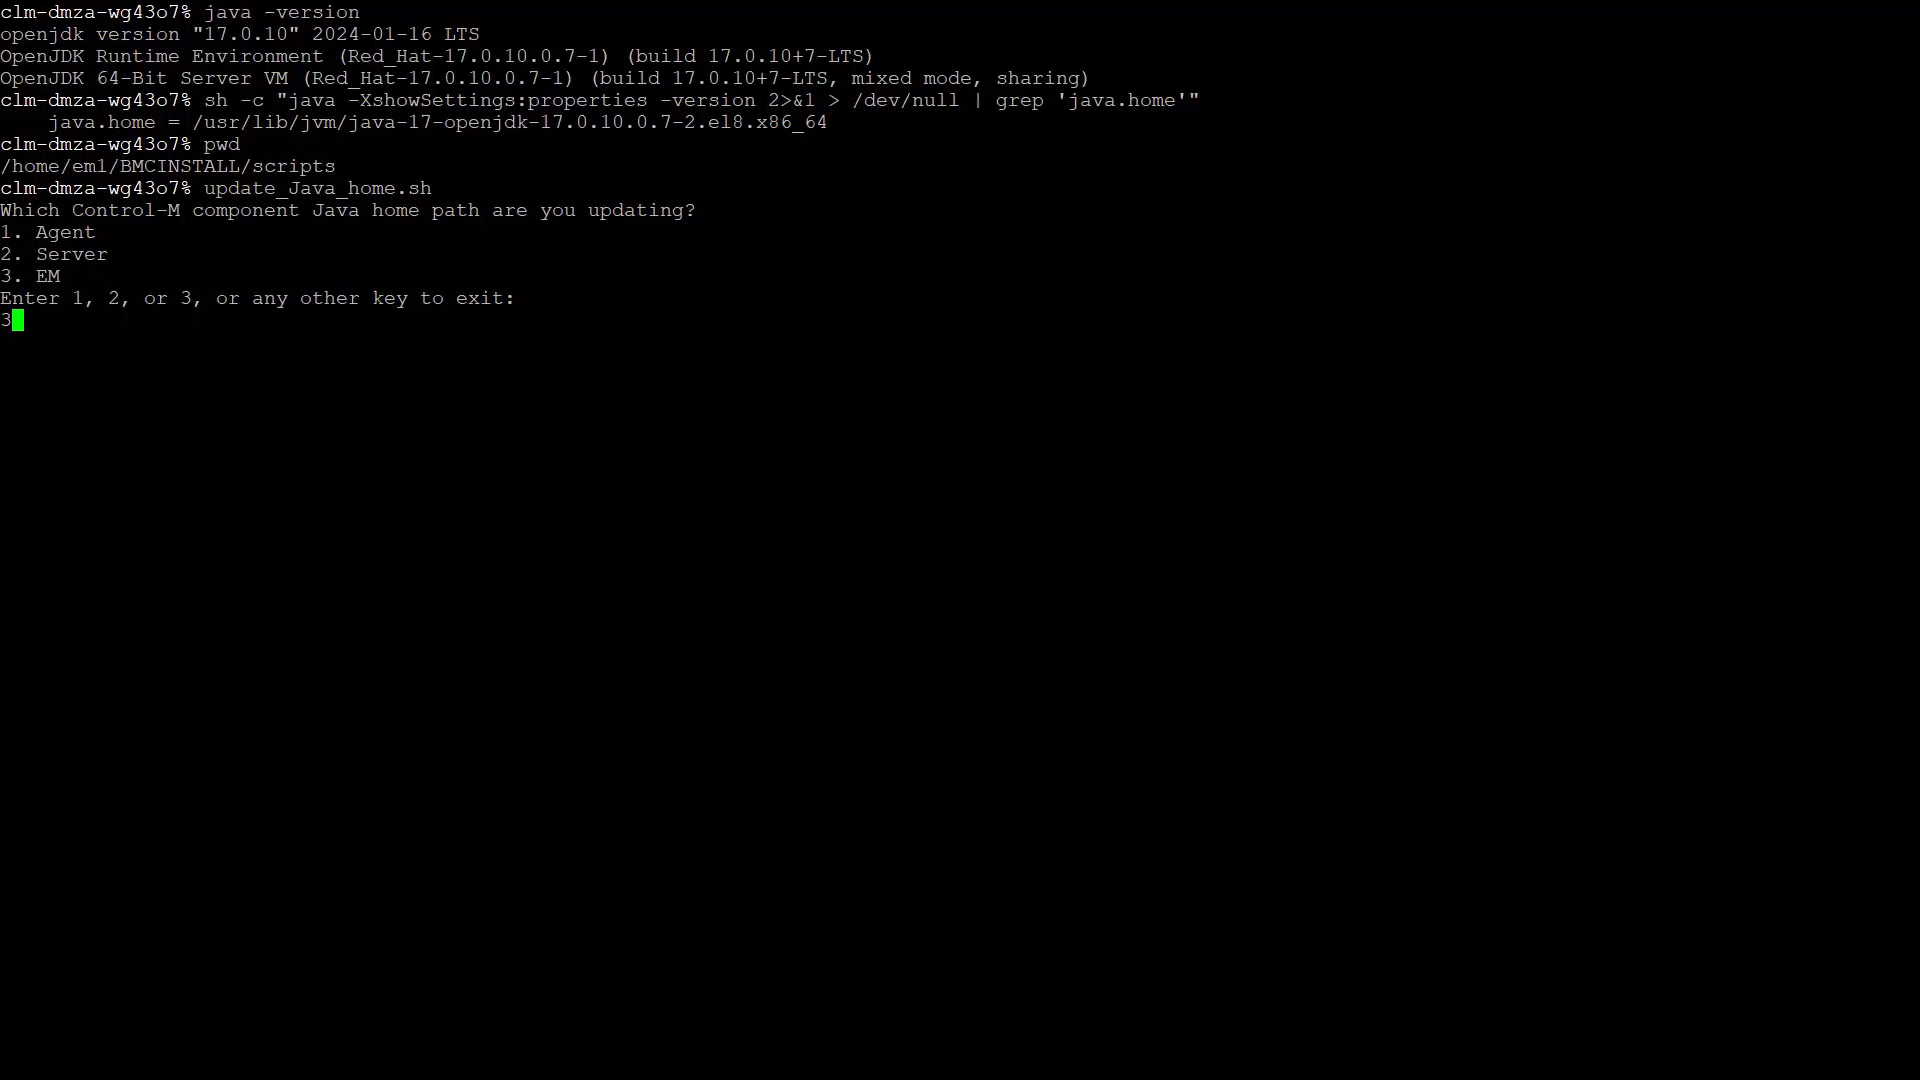 clm-dmza-wg43o7% java -version
openjdk version "17.0.10" 2024-01-16 LTS
OpenJDK Runtime Environment (Red_Hat-17.0.10.0.7-1) (build 17.0.10+7-LTS)
OpenJDK 64-Bit Server VM (Red_Hat-17.0.10.0.7-1) (build 17.0.10+7-LTS, mixed mode, sharing)
clm-dmza-wg43o7% sh -c "java -XshowSettings:properties -version 2>&1 > /dev/null | grep 'java.home'"
    java.home = /usr/lib/jvm/java-17-openjdk-17.0.10.0.7-2.el8.x86_64
clm-dmza-wg43o7% pwd
/home/em1/BMCINSTALL/scripts
clm-dmza-wg43o7% update_Java_home.sh
Which Control-M component Java home path are you updating?
1. Agent
2. Server
3. EM
Enter 1, 2, or 3, or any other key to exit:
3